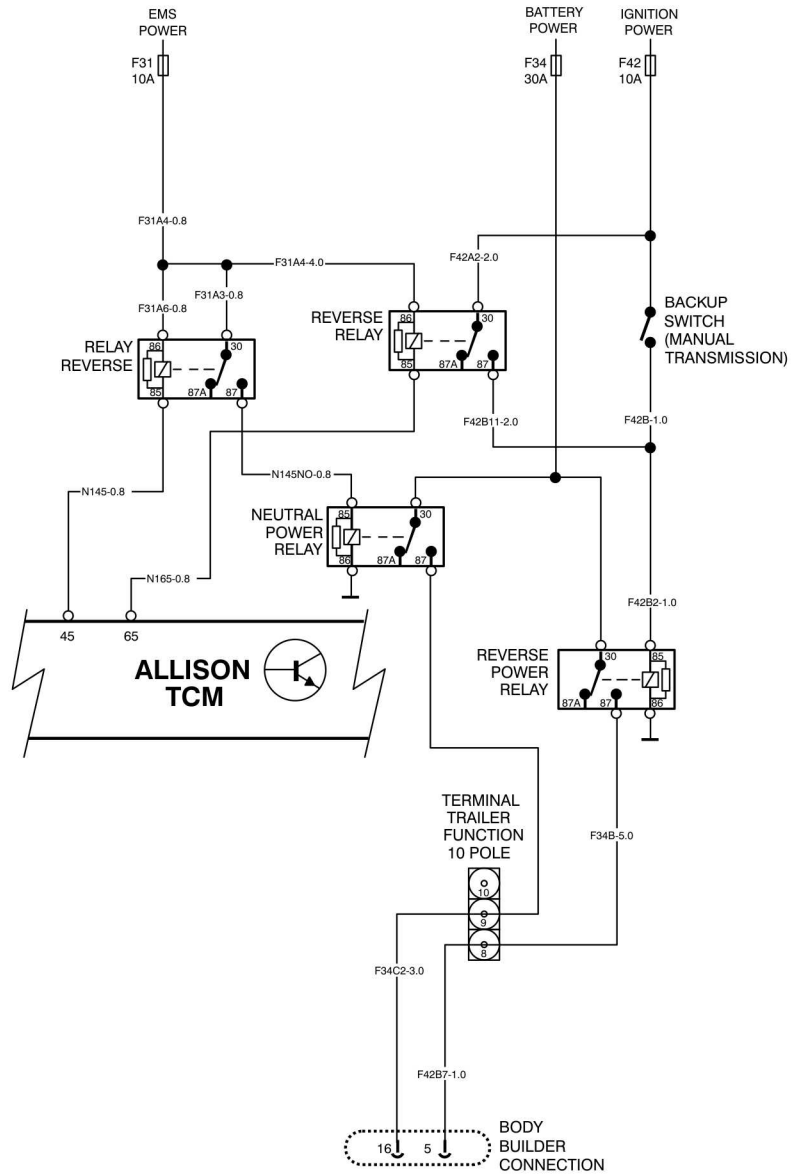 EMS
POWER
BATTERY
POWER
IGNITION
POWER
F31
10A
F34
30A
F42
10A
F31A4-0.8
F31A4-4.0
F42A2-2.0
F31A6-0.8
F31A3-0.8
REVERSE
RELAY
86
30
85
87A
87
BACKUP
SWITCH
(MANUAL
TRANSMISSION)
RELAY
REVERSE
86
30
85
87A
87
F42B11-2.0
F42B-1.0
N145-0.8
N145NO-0.8
NEUTRAL
POWER
RELAY
85
30
86
87A
87
N165-0.8
F42B2-1.0
45
65
ALLISON
TCM
REVERSE
POWER
RELAY
30
85
87A
87
86
TERMINAL
TRAILER
FUNCTION
10 POLE
F34B-5.0
10
9
8
F34C2-3.0
F42B7-1.0
16
5
BODY
BUILDER
CONNECTION